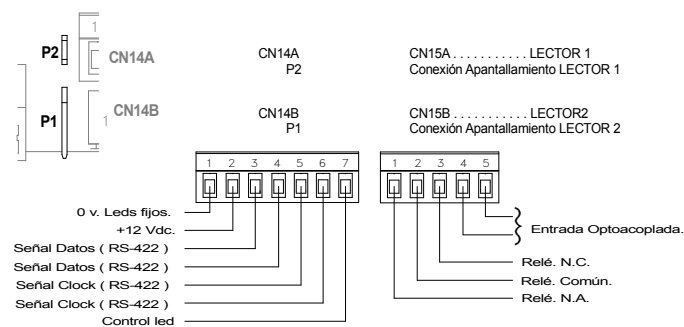 1
P2
CN14A
P1
1
CN14B
CN14A
P2
CN15A . . . . . . . . . . . LECTOR 1
Conexión Apantallamiento LECTOR 1
CN14B
P1
CN15B . . . . . . . . . . . LECTOR2
Conexión Apantallamiento LECTOR 2
1 2 3 4 5 6 7
1 2 3 4 5
0 v. Leds fijos.
+12 Vdc.
Señal Datos ( RS-422 )
Señal Datos ( RS-422 )
Señal Clock ( RS-422 )
Señal Clock ( RS-422 )
Control led
Entrada Optoacoplada.
Relé. N.C.
Relé. Común.
Relé. N.A.